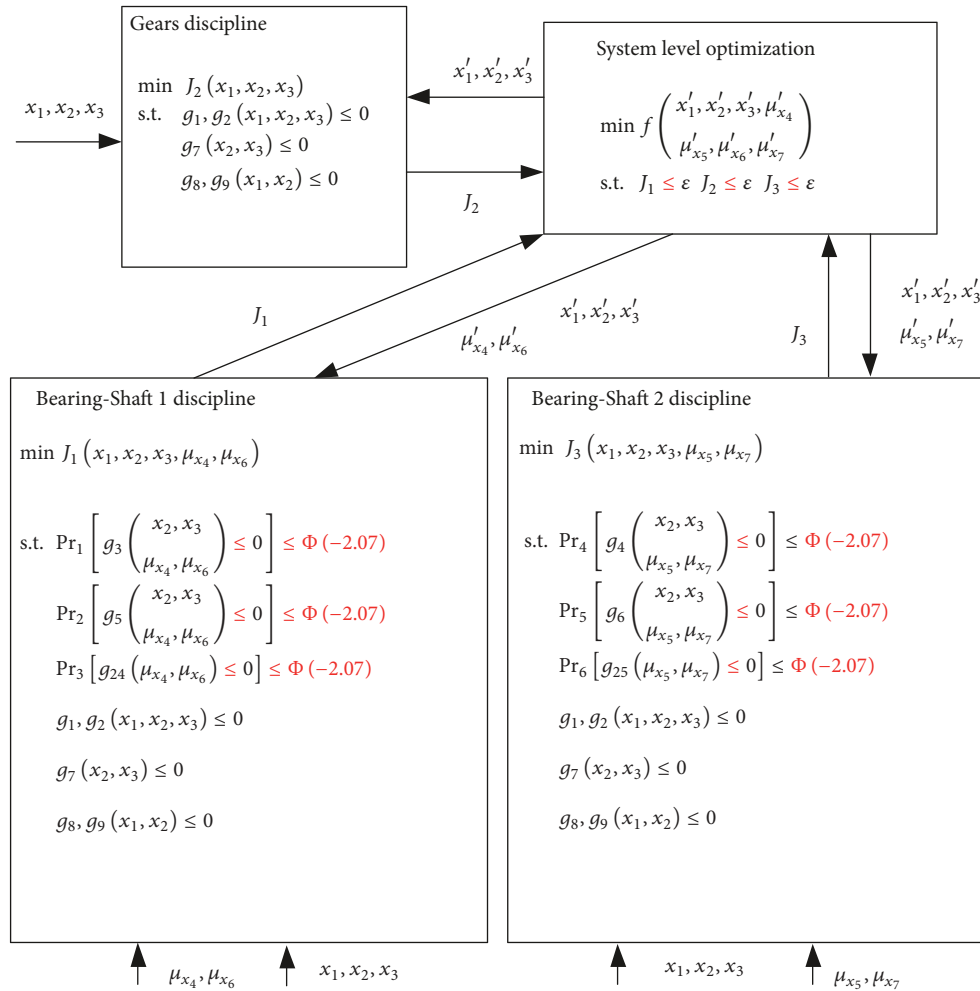 Gears discipline
min J₂ (x₁, x₂, x₃)
s.t. g₁, g₂ (x₁, x₂, x₃) ≤ 0
g₇ (x₂, x₃) ≤ 0
g₈, g₉ (x₁, x₂) ≤ 0
x₁, x₂, x₃
x′₁, x′₂, x′₃
J₂
System level optimization
min f ( x′₁, x′₂, x′₃, μ′ₓ₄
μ′ₓ₅, μ′ₓ₆, μ′ₓ₇ )
s.t. J₁ ≤ ε J₂ ≤ ε J₃ ≤ ε
J₁
x′₁, x′₂, x′₃
μ′ₓ₄, μ′ₓ₆
J₃
x′₁, x′₂, x′₃
μ′ₓ₅, μ′ₓ₇
Bearing-Shaft 1 discipline
min J₁ (x₁, x₂, x₃, μₓ₄, μₓ₆)
s.t. Pr₁ [ g₃ ( x₂, x₃
μₓ₄, μₓ₆ ) ≤ 0 ] ≤ Φ (−2.07)
Pr₂ [ g₅ ( x₂, x₃
μₓ₄, μₓ₆ ) ≤ 0 ] ≤ Φ (−2.07)
Pr₃ [g₂₄ (μₓ₄, μₓ₆) ≤ 0] ≤ Φ (−2.07)
g₁, g₂ (x₁, x₂, x₃) ≤ 0
g₇ (x₂, x₃) ≤ 0
g₈, g₉ (x₁, x₂) ≤ 0
μₓ₄, μₓ₆
x₁, x₂, x₃
Bearing-Shaft 2 discipline
min J₃ (x₁, x₂, x₃, μₓ₅, μₓ₇)
s.t. Pr₄ [ g₄ ( x₂, x₃
μₓ₅, μₓ₇ ) ≤ 0 ] ≤ Φ (−2.07)
Pr₅ [ g₆ ( x₂, x₃
μₓ₅, μₓ₇ ) ≤ 0 ] ≤ Φ (−2.07)
Pr₆ [g₂₅ (μₓ₅, μₓ₇) ≤ 0] ≤ Φ (−2.07)
g₁, g₂ (x₁, x₂, x₃) ≤ 0
g₇ (x₂, x₃) ≤ 0
g₈, g₉ (x₁, x₂) ≤ 0
x₁, x₂, x₃
μₓ₅, μₓ₇